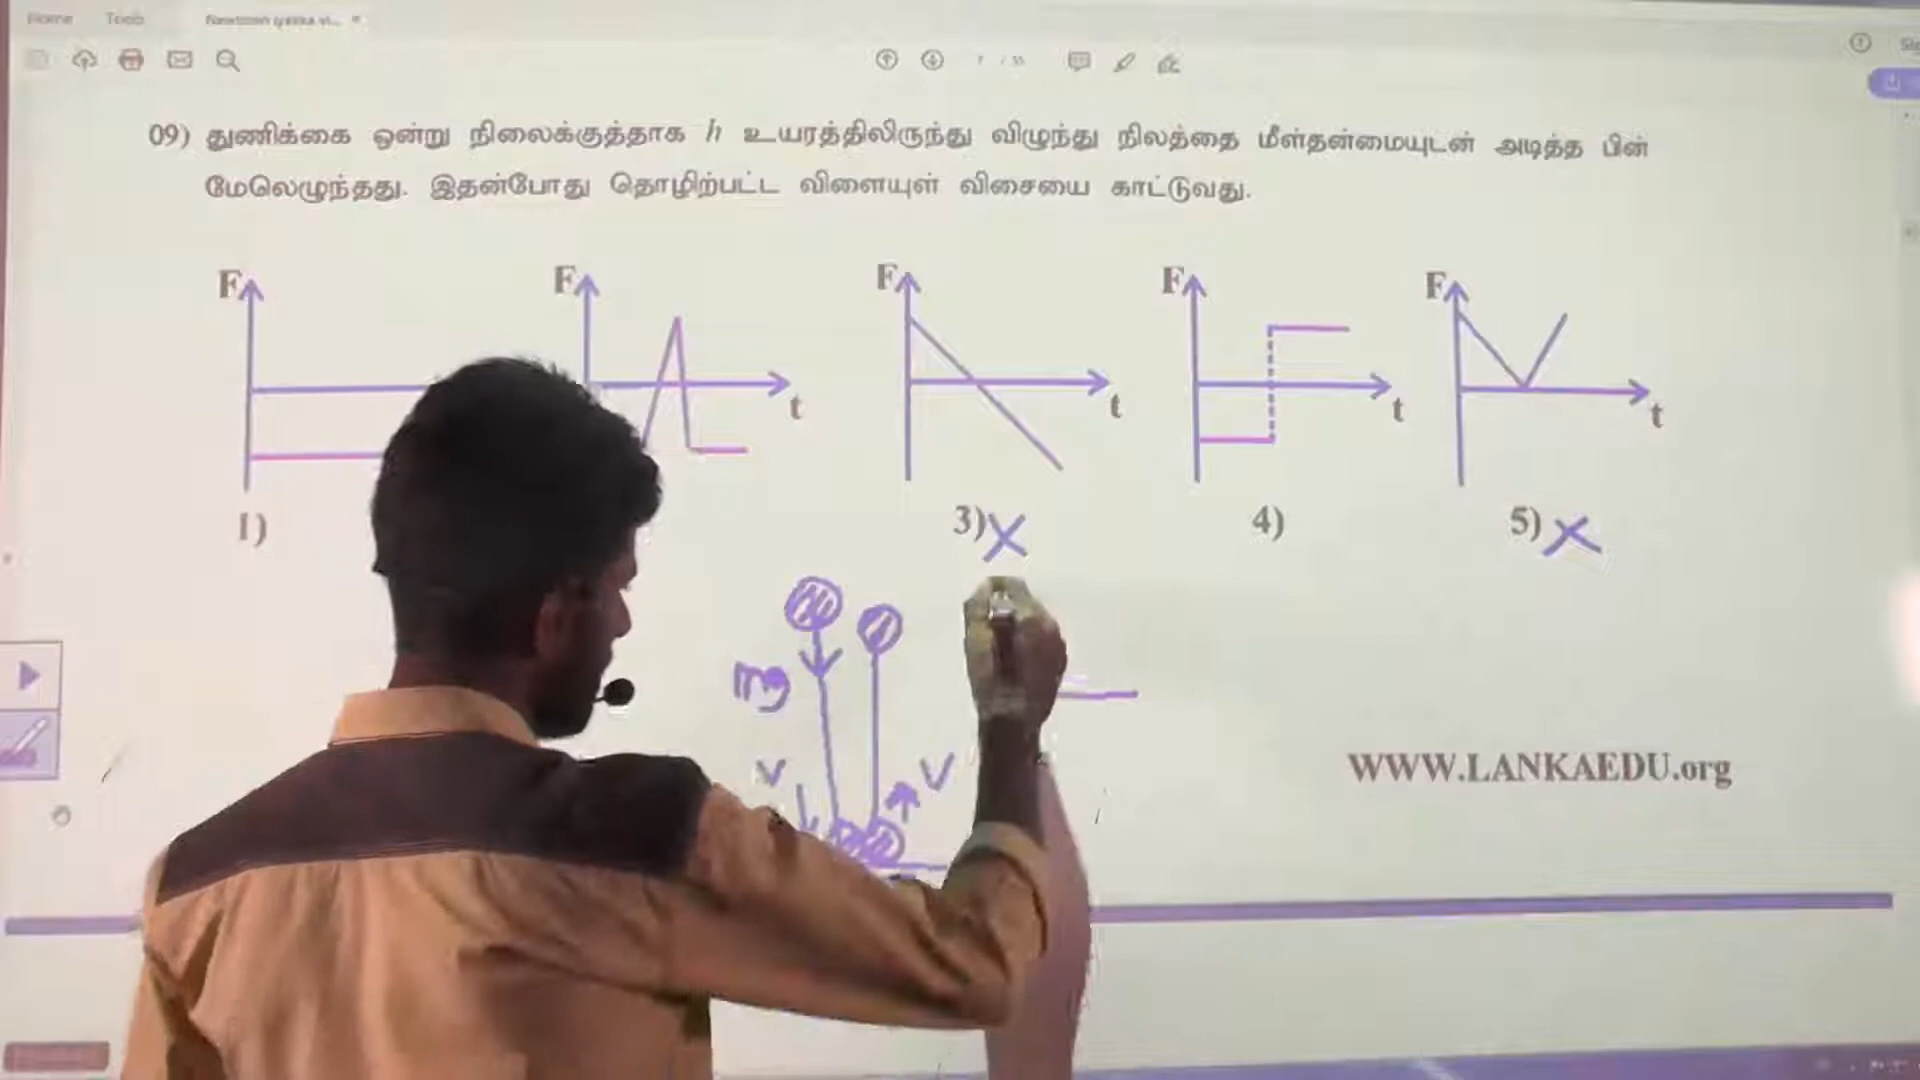 Home Tools
09) துணிக்கை ஒன்று நிலைக்குத்தாக h உயரத்திலிருந்து விழுந்து நிலத்தை மீள்தன்மையுடன் அடித்த பின்
மேலெழுந்தது. இதன்போது தொழிற்பட்ட விளையுள் விசையை காட்டுவது.
F F F F F
t t t t
1) 3) X 4) 5) X
mg
V V
WWW.LANKAEDU.org